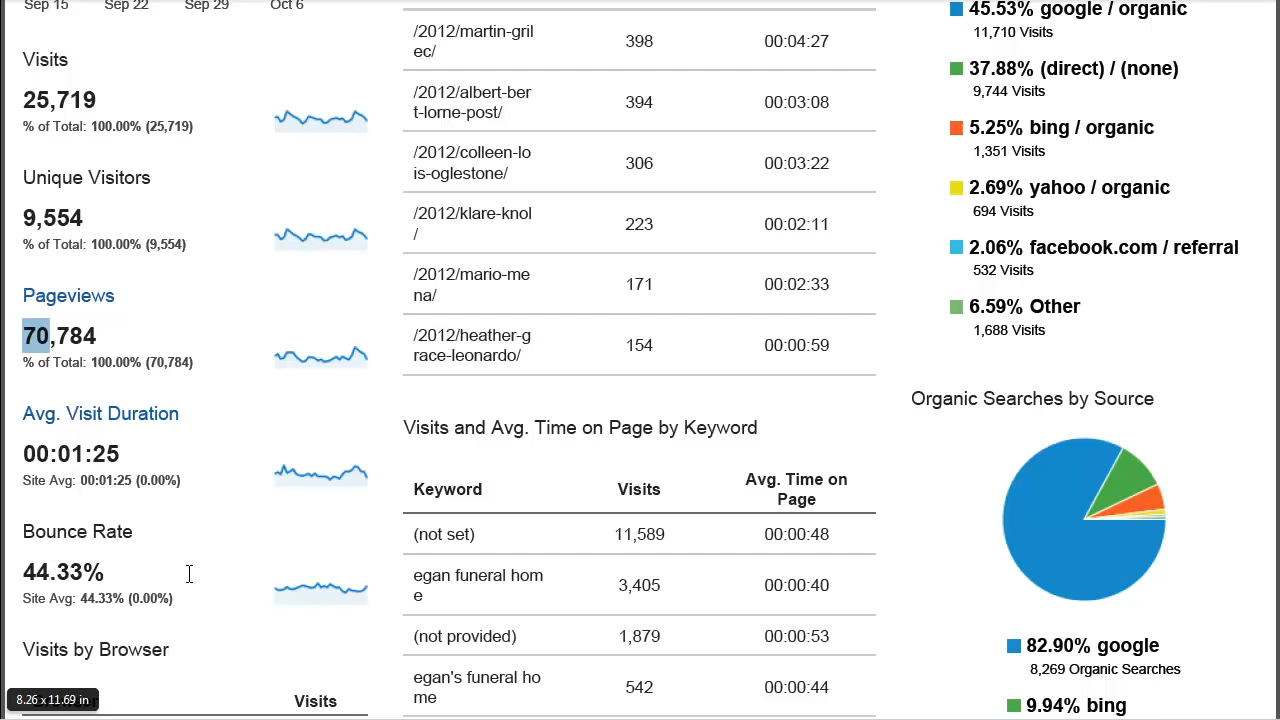 Sep 15 Sep 22 Sep 29 Oct 6
Visits
25,719
% of Total: 100.00% (25,719)
Unique Visitors
9,554
% of Total: 100.00% (9,554)
Pageviews
70,784
% of Total: 100.00% (70,784)
Avg. Visit Duration
00:01:25
Site Avg: 00:01:25 (0.00%)
Bounce Rate
44.33%
Site Avg: 44.33% (0.00%)
Visits by Browser
8.26 x 11.69 in
Visits
/2012/martin-gril
ec/ 398 00:04:27
/2012/albert-ber
t-lorne-post/ 394 00:03:08
/2012/colleen-lo
is-oglestone/ 306 00:03:22
/2012/klare-knol
/ 223 00:02:11
/2012/mario-me
na/ 171 00:02:33
/2012/heather-g
race-leonardo/ 154 00:00:59
Visits and Avg. Time on Page by Keyword
Keyword Visits Avg. Time on
Page
(not set) 11,589 00:00:48
egan funeral hom
e 3,405 00:00:40
(not provided) 1,879 00:00:53
egan's funeral ho
me 542 00:00:44
45.53% google / organic
11,710 Visits
37.88% (direct) / (none)
9,744 Visits
5.25% bing / organic
1,351 Visits
2.69% yahoo / organic
694 Visits
2.06% facebook.com / referral
532 Visits
6.59% Other
1,688 Visits
Organic Searches by Source
82.90% google
8,269 Organic Searches
9.94% bing